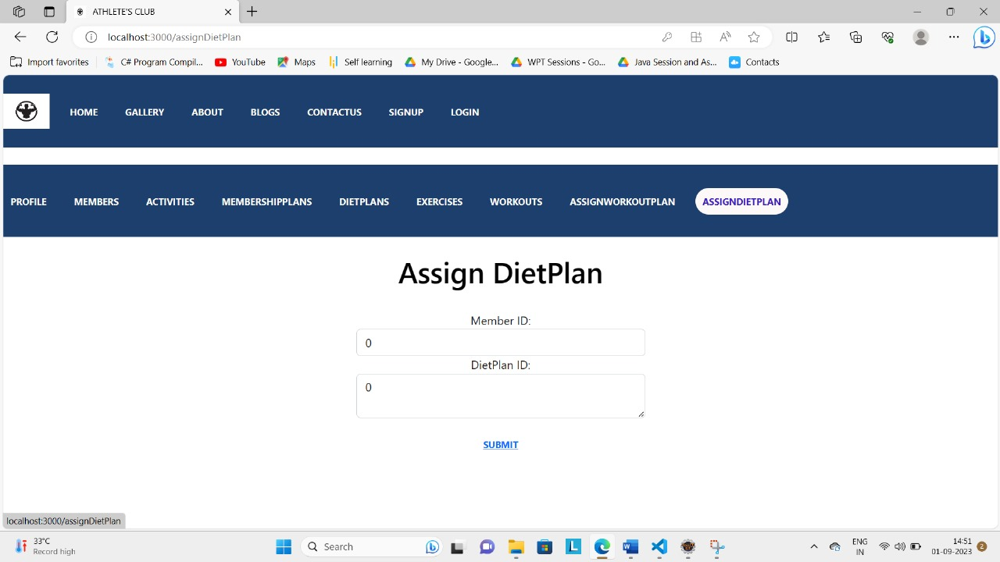 ATHLETE'S CLUB
localhost:3000/assignDietPlan
Import favorites C# Program Compil... YouTube Maps Self learning My Drive - Google... WPT Sessions - Go... Java Session and As... Contacts
HOME GALLERY ABOUT BLOGS CONTACTUS SIGNUP LOGIN
PROFILE MEMBERS ACTIVITIES MEMBERSHIPPLANS DIETPLANS EXERCISES WORKOUTS ASSIGNWORKOUTPLAN ASSIGNDIETPLAN
Assign DietPlan
Member ID:
0
DietPlan ID:
0
SUBMIT
localhost:3000/assignDietPlan
33°C
Record high
Search
ENG
IN
14:51
01-09-2023
2